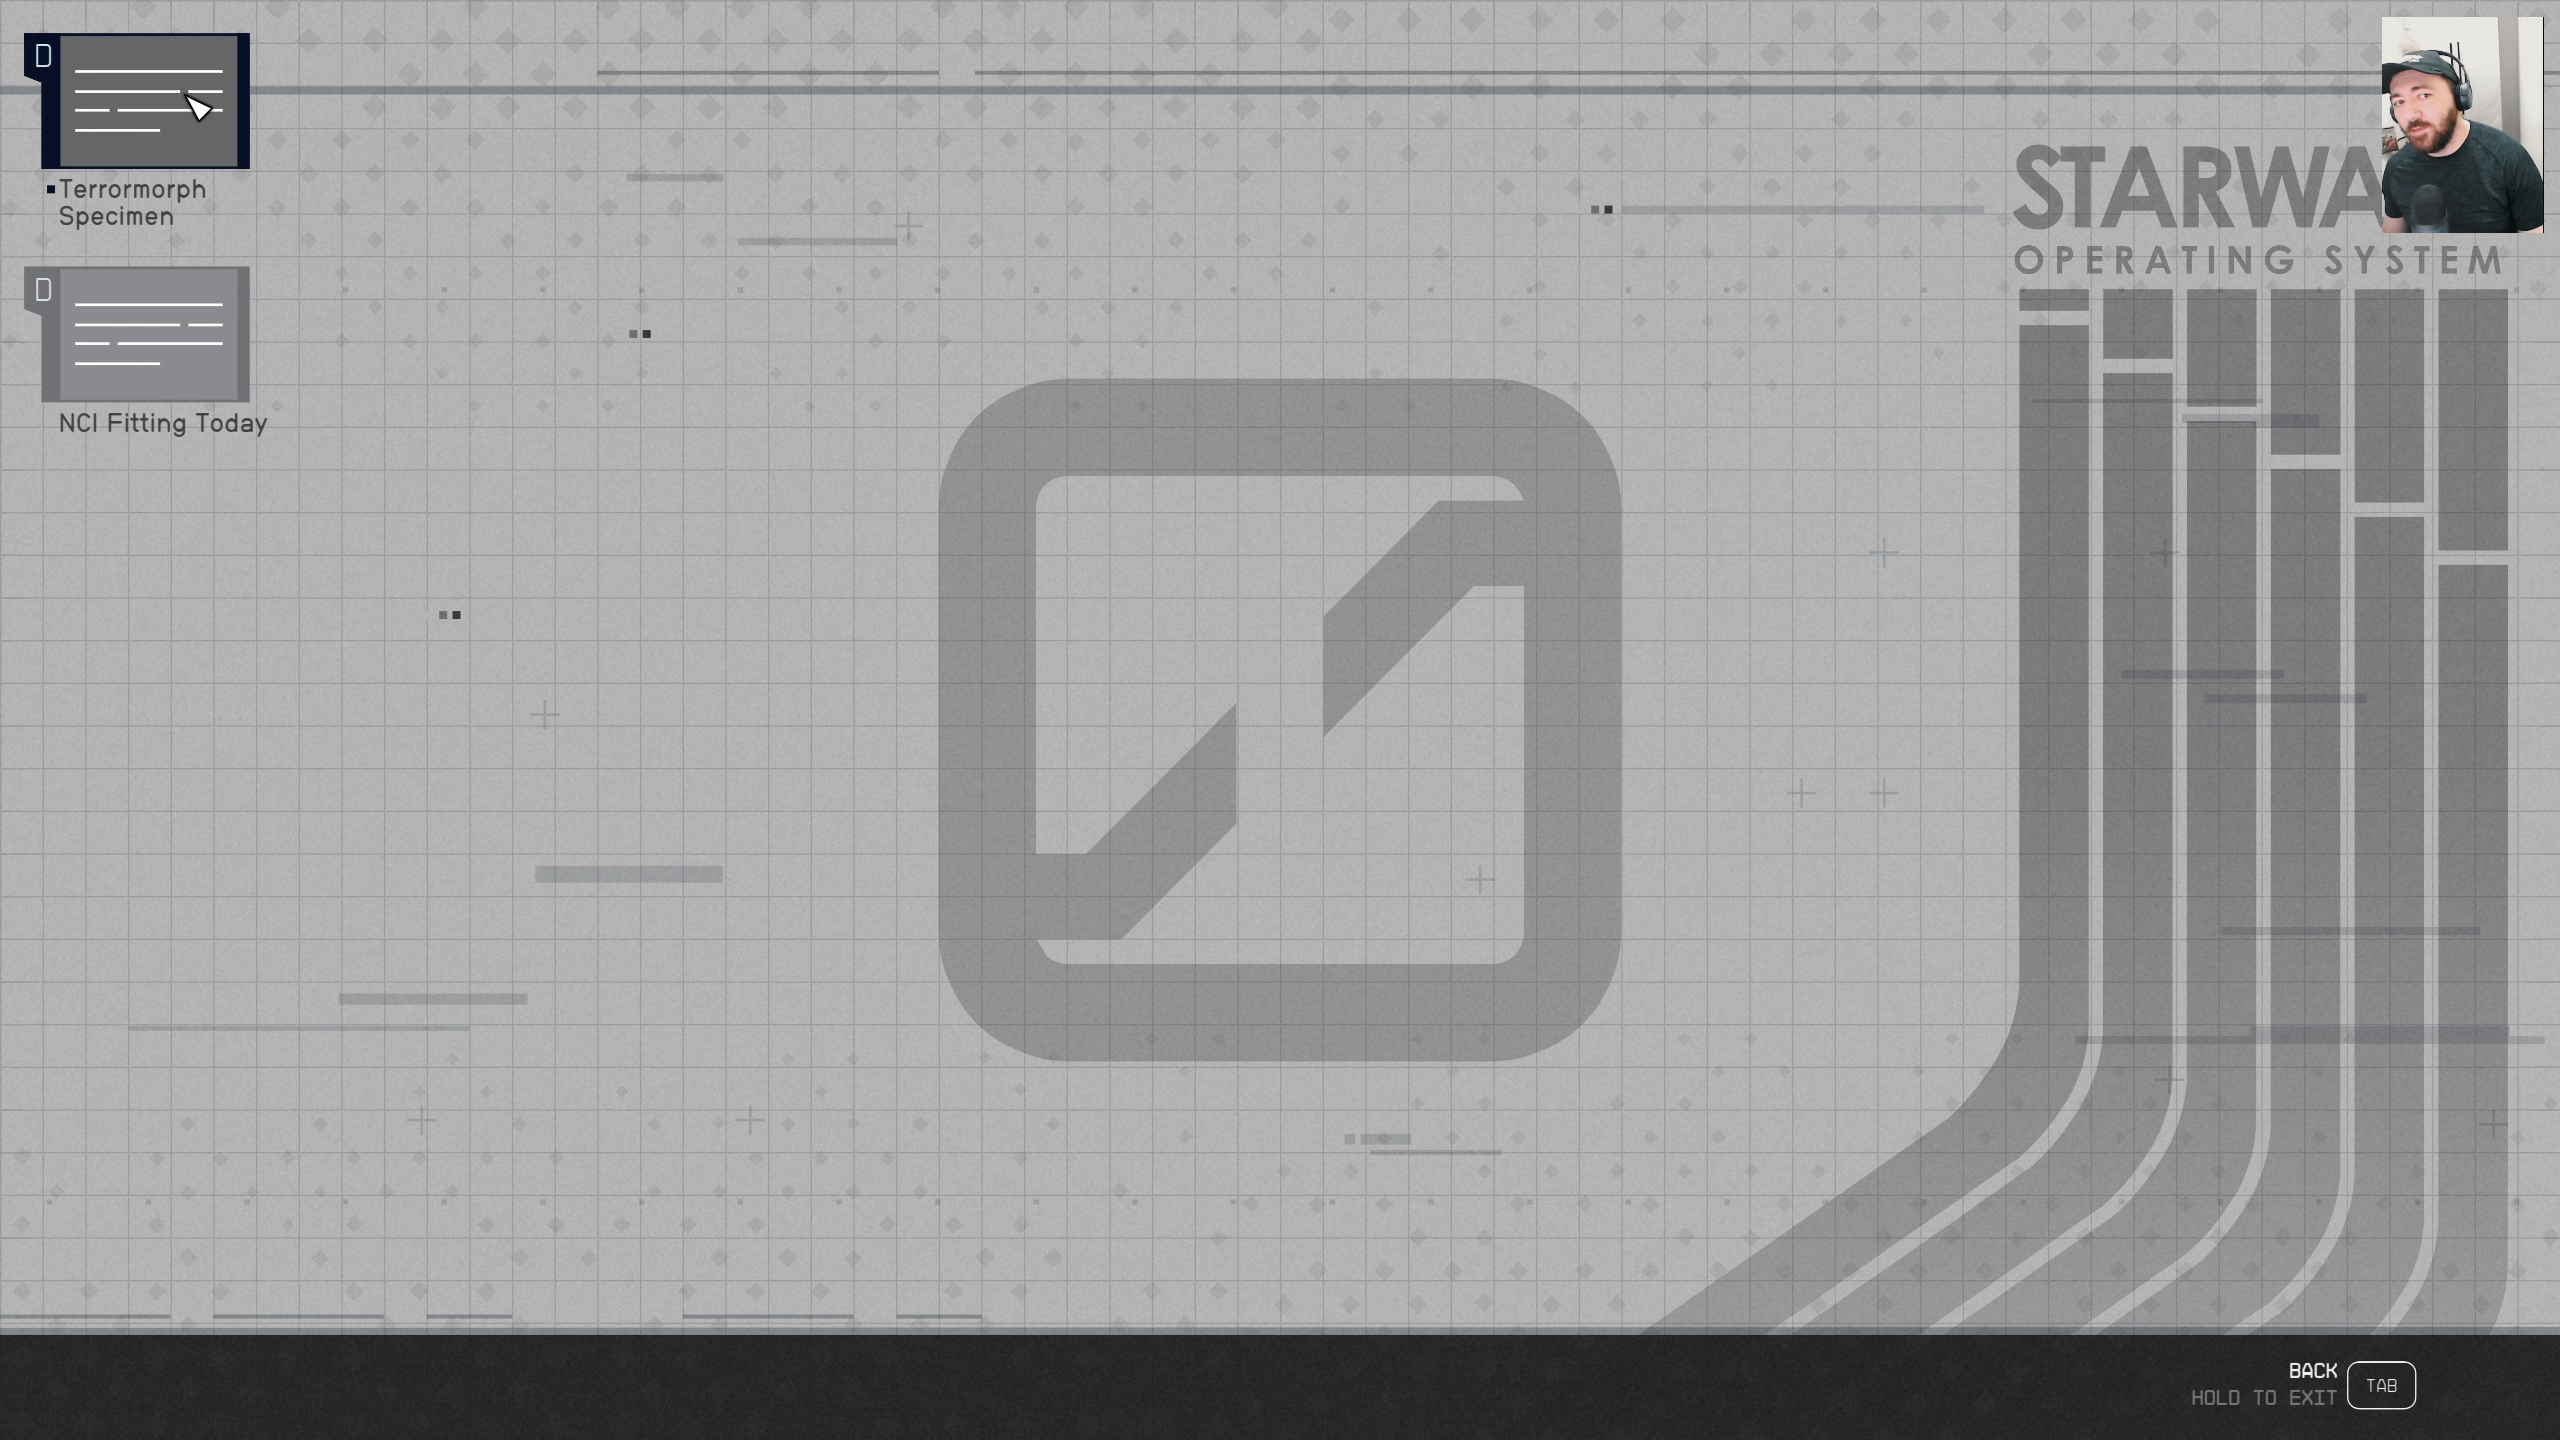 D
Terrormorph
Specimen
D
NCI Fitting Today
STARWA
OPERATING SYSTEM
BACK
HOLD TO EXIT
TAB